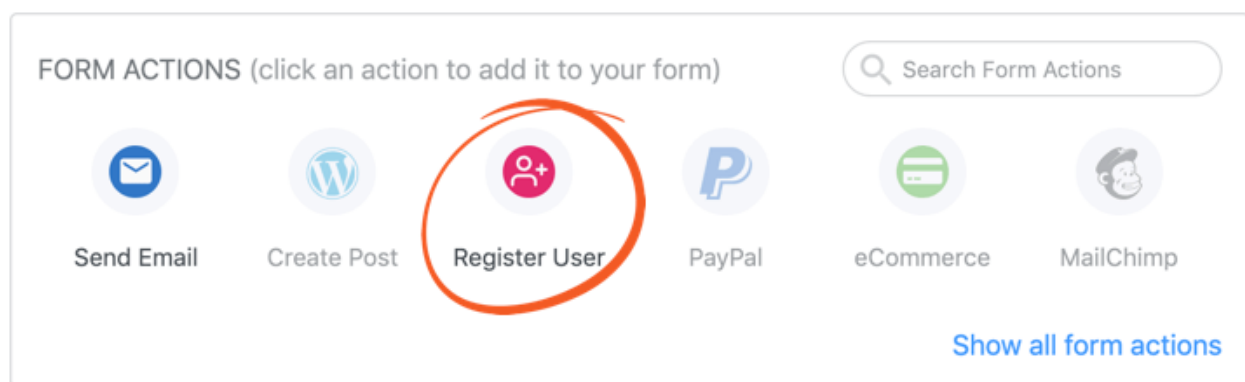 FORM ACTIONS (click an action to add it to your form)
Search Form Actions
Send Email
Create Post
Register User
PayPal
eCommerce
MailChimp
Show all form actions